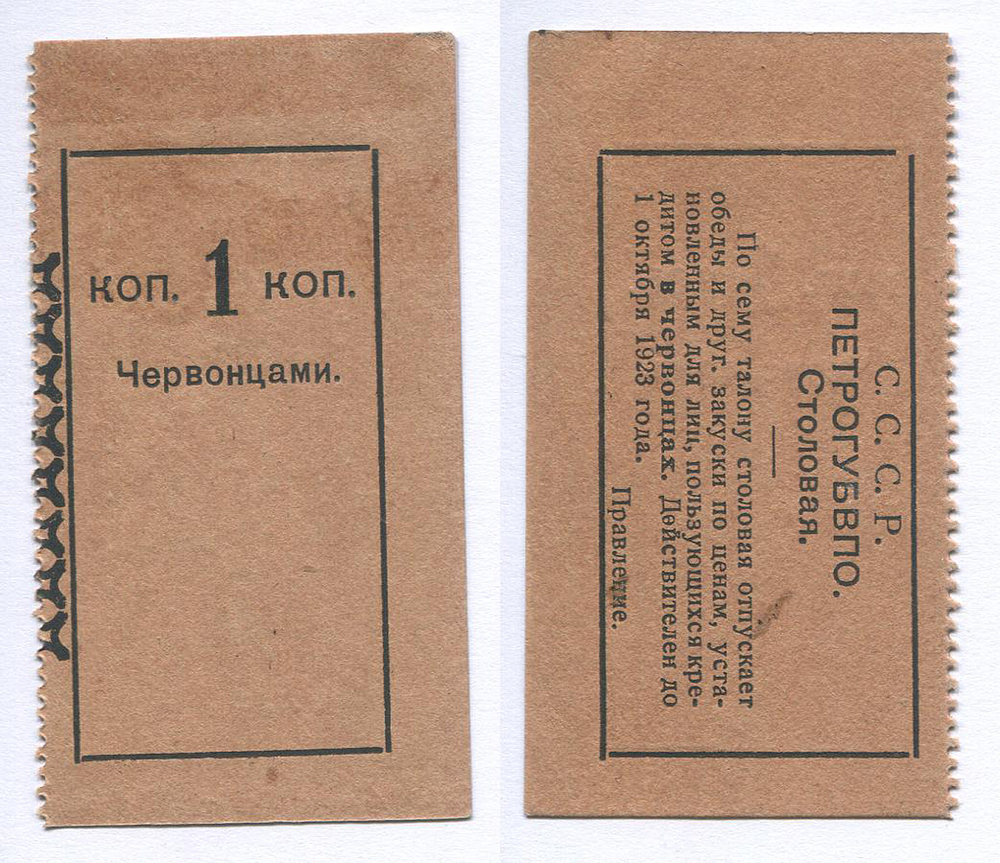 КОП. 1 КОП.
Червонцами.
С. С. С. Р.
ПЕТРОГУБВПО.
Столовая.
По сему талону столовая отпускает
обеды и друг. закуски по ценам, уста-
новленным для лиц, пользующихся кре-
дитом в червонцах. Действителен до
1 октября 1923 года.
Правление.